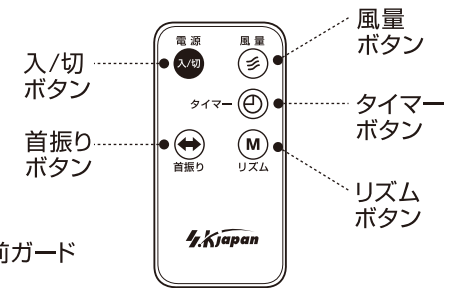 電源
風量
入/切
タイマー
M
首振り
リズム
S.K japan
入/切
ボタン
首振り
ボタン
風量
ボタン
タイマー
ボタン
リズム
ボタン
前ガード